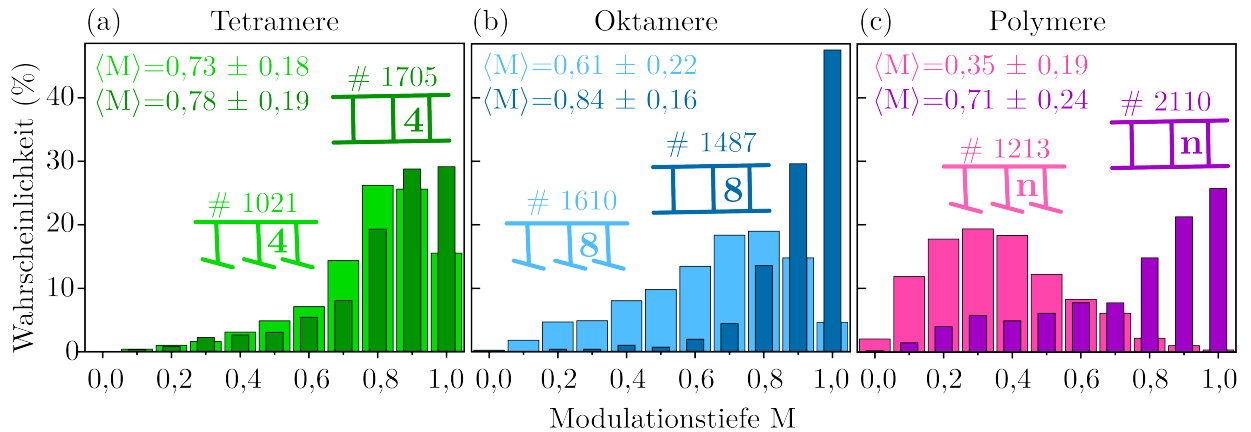 (a) Tetramere
(b) Oktamere
(c) Polymere
Wahrscheinlichkeit (%)
40
30
20
10
0
⟨M⟩=0,73 ± 0,18
⟨M⟩=0,78 ± 0,19
# 1705
4
# 1021
4
0,0 0,2 0,4 0,6 0,8 1,0
⟨M⟩=0,61 ± 0,22
⟨M⟩=0,84 ± 0,16
# 1487
8
# 1610
8
0,0 0,2 0,4 0,6 0,8 1,0
⟨M⟩=0,35 ± 0,19
⟨M⟩=0,71 ± 0,24
# 2110
n
# 1213
n
0,0 0,2 0,4 0,6 0,8 1,0
Modulationstiefe M